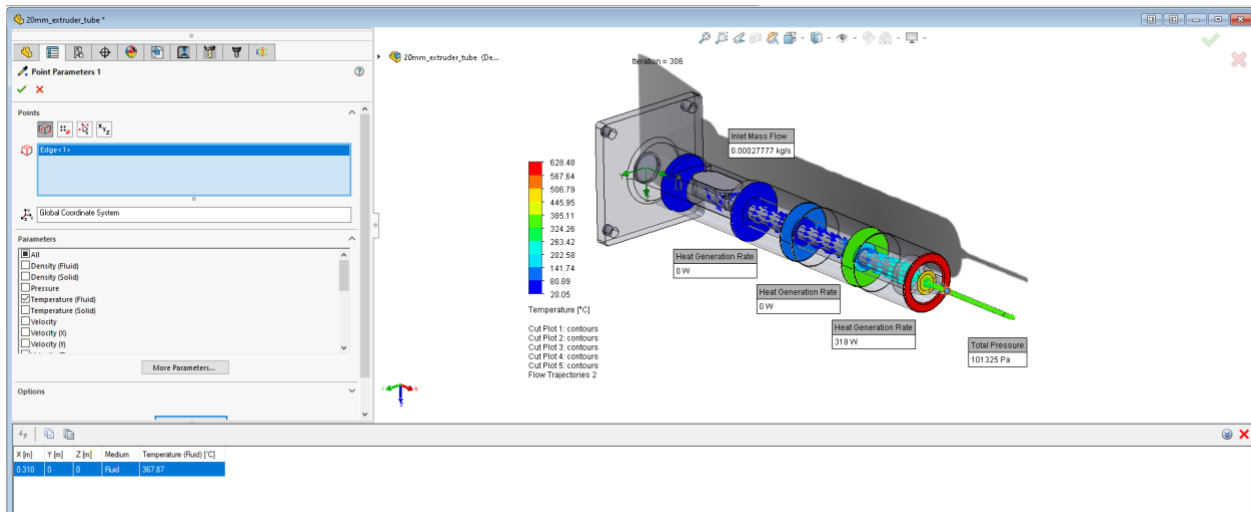 20mm_extruder_tube *
Point Parameters 1
Points
Edge<1>
Global Coordinate System
Parameters
All
Density (Fluid)
Density (Solid)
Pressure
Temperature (Fluid)
Temperature (Solid)
Velocity
Velocity (X)
Velocity (Y)
More Parameters...
Options
20mm_extruder_tube (De...
Iteration = 306
Inlet Mass Flow
0.00027777 kg/s
628.48
567.64
506.79
445.95
385.11
324.26
263.42
202.58
141.74
80.89
20.05
Temperature [°C]
Cut Plot 1: contours
Cut Plot 2: contours
Cut Plot 3: contours
Cut Plot 4: contours
Cut Plot 5: contours
Flow Trajectories 2
Heat Generation Rate
0 W
Heat Generation Rate
0 W
Heat Generation Rate
318 W
Total Pressure
101325 Pa
X [m] Y [m] Z [m] Medium Temperature (Fluid) [°C]
0.310 0 0 Fluid 367.87